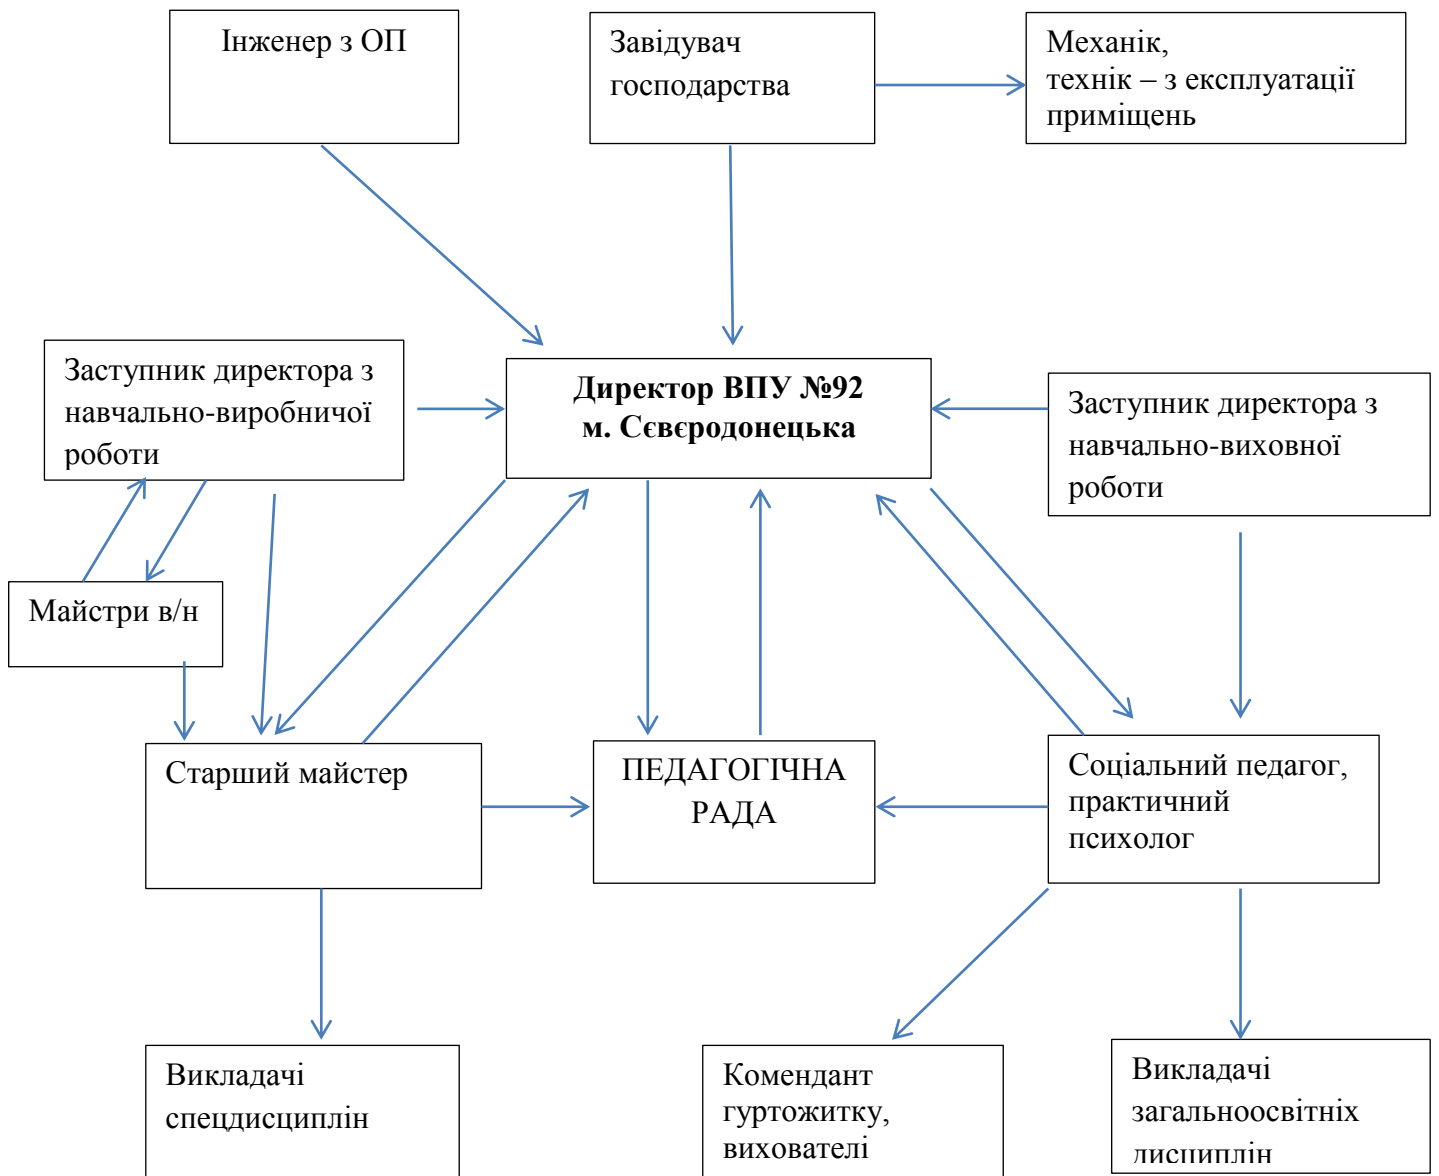 Інженер з ОП
Завідувач
господарства
Механік,
технік – з експлуатації
приміщень
Заступник директора з
навчально-виробничої
роботи
Директор ВПУ №92
м. Сєвєродонецька
Заступник директора з
навчально-виховної
роботи
Майстри в/н
Старший майстер
ПЕДАГОГІЧНА
РАДА
Соціальний педагог,
практичний
психолог
Викладачі
спецдисциплін
Комендант
гуртожитку,
вихователі
Викладачі
загальноосвітніх
дисциплін